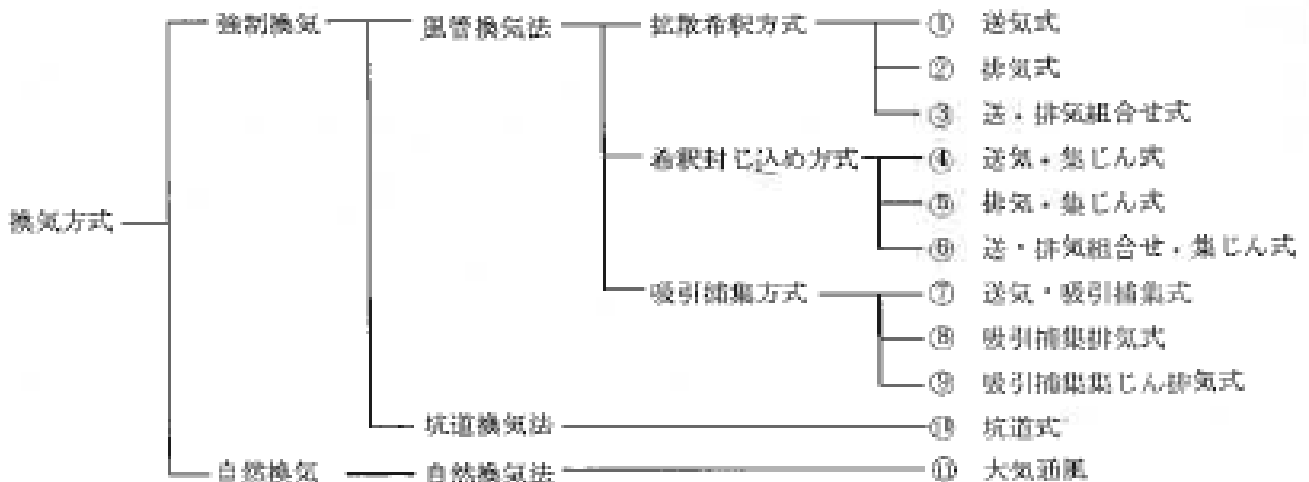 強制換気 風管換気法 拡散希釈方式 ① 送気式
② 排気式
③ 送・排気組合せ式
希釈封じ込め方式 ④ 送気・集じん式
換気方式 ⑤ 排気・集じん式
⑥ 送・排気組合せ・集じん式
吸引捕集方式 ⑦ 送気・吸引捕集式
⑧ 吸引捕集排気式
⑨ 吸引捕集集じん排気式
坑道換気法 ⑩ 坑道式
自然換気 自然換気法 ⑪ 大気通風